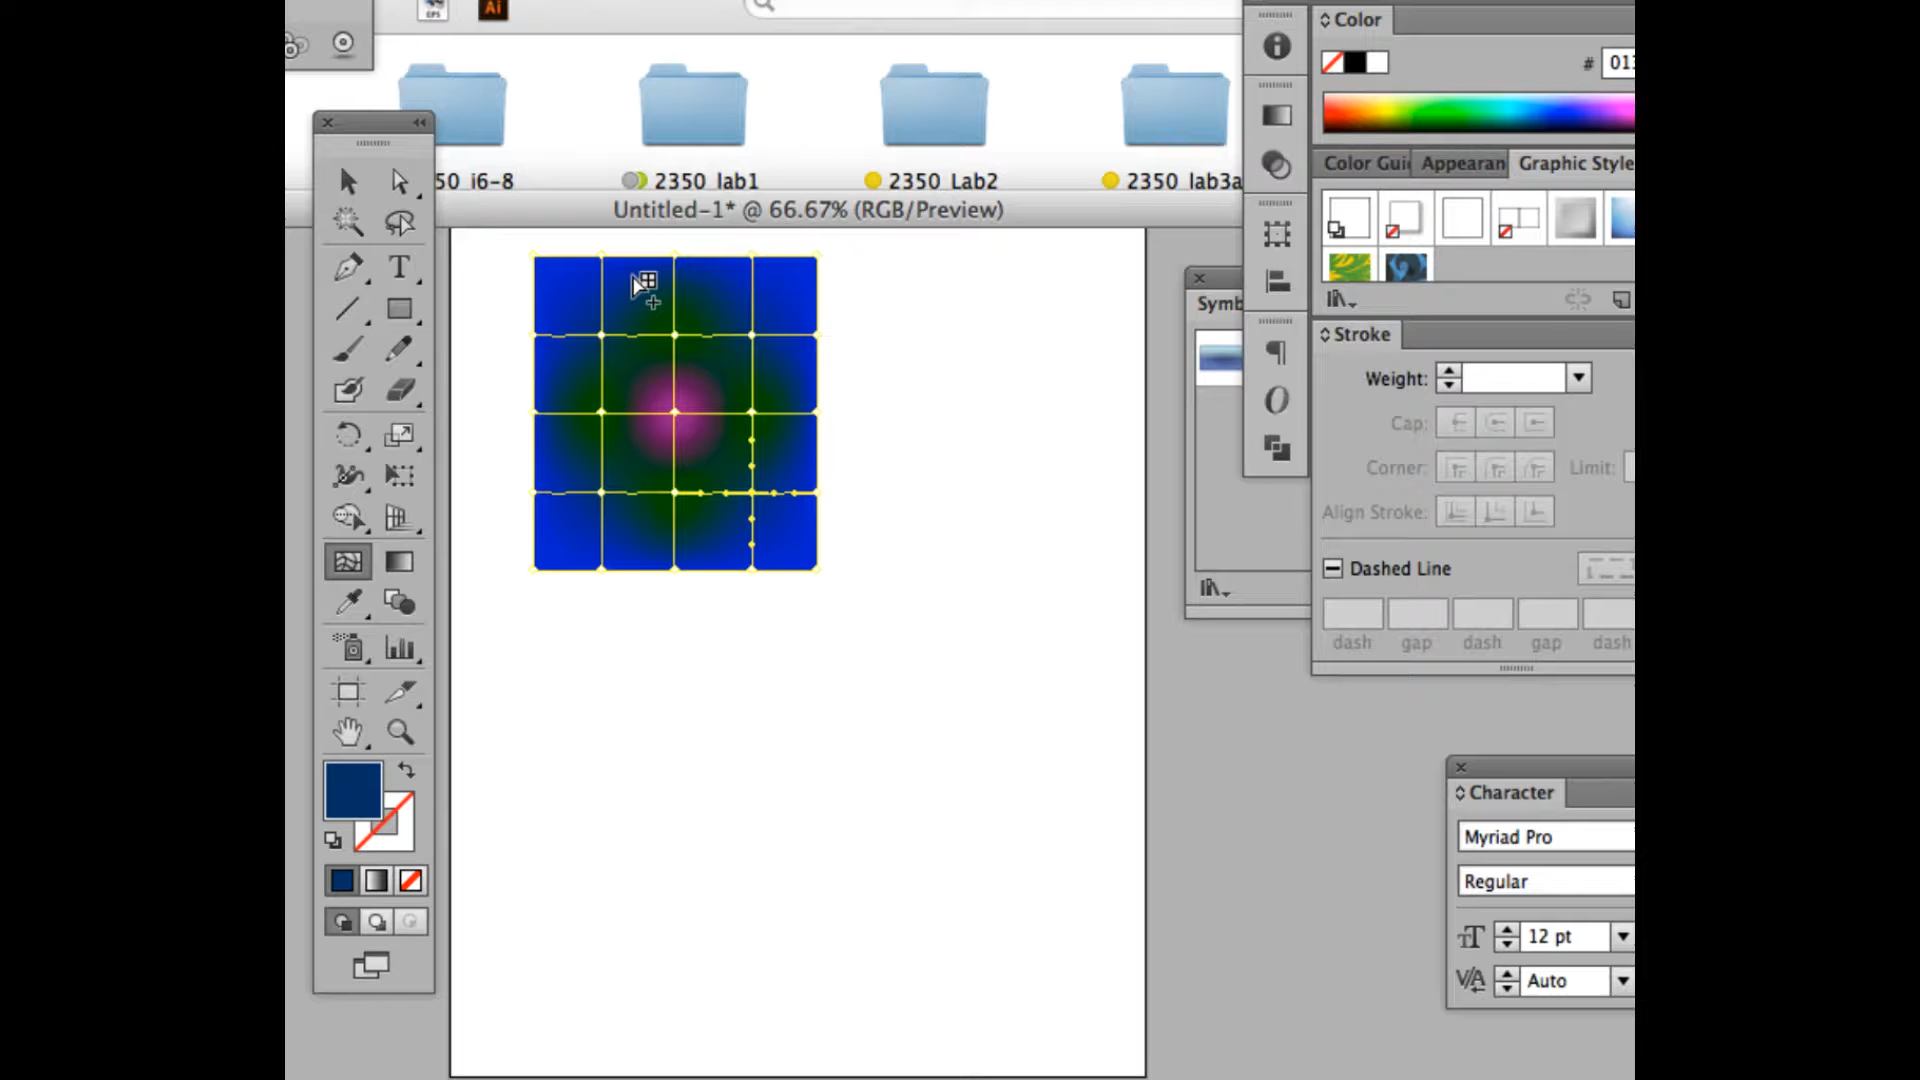 EPS
Ai
Color
# 013
50 i6-8
2350 lab1
2350 Lab2
2350 lab3a
Color Gui
Appearan
Graphic Style
Untitled-1* @ 66.67% (RGB/Preview)
T
Symb
Stroke
Weight:
Cap:
Corner:
Limit:
Align Stroke:
Dashed Line
dash gap dash gap dash
Character
Myriad Pro
Regular
12 pt
Auto